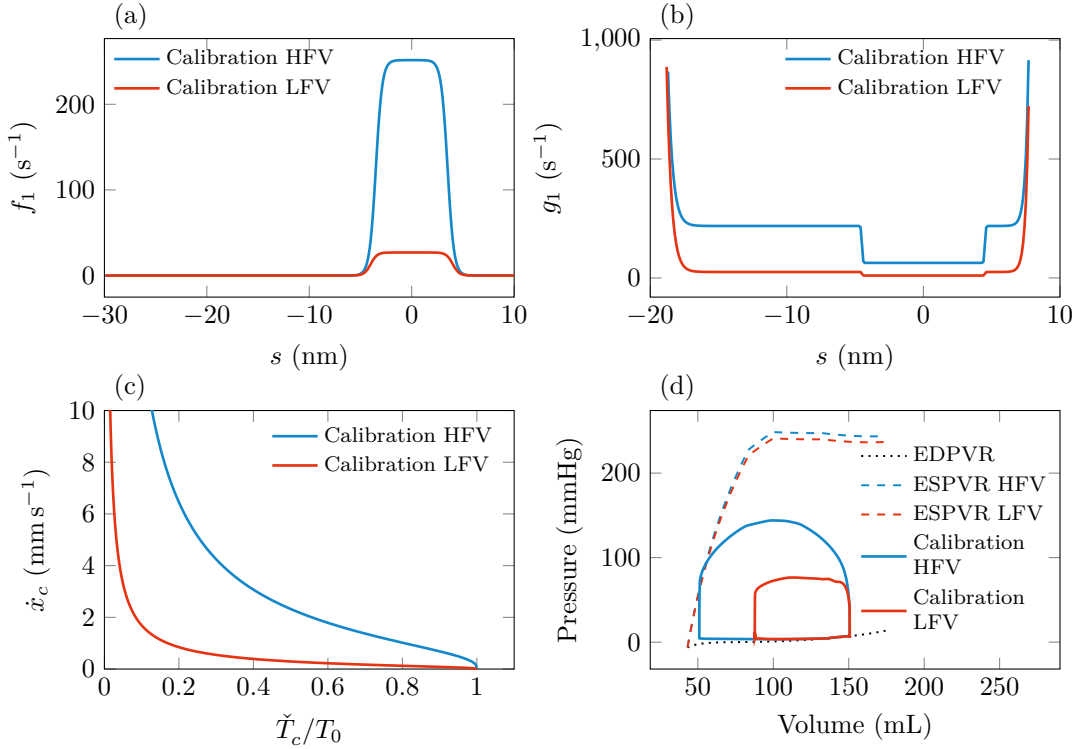 (a)
Calibration HFV
Calibration LFV
200
100
0
f₁ (s⁻¹)
−30 −20 −10 0 10
s (nm)
(b)
1,000
Calibration HFV
Calibration LFV
500
0
g₁ (s⁻¹)
−20 −10 0 10
s (nm)
(c)
10
Calibration HFV
Calibration LFV
8
6
4
2
0
ẋ_c (mm s⁻¹)
0 0.2 0.4 0.6 0.8 1
Ť_c/T₀
(d)
EDPVR
ESPVR HFV
ESPVR LFV
Calibration
HFV
Calibration
LFV
200
100
0
Pressure (mmHg)
50 100 150 200 250
Volume (mL)